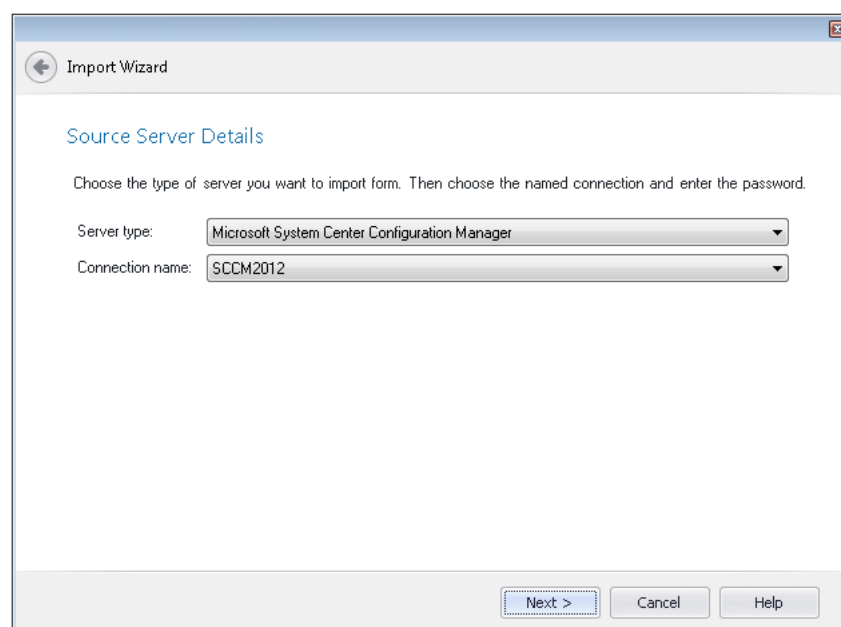 Import Wizard
Source Server Details
Choose the type of server you want to import form. Then choose the named connection and enter the password.
Server type: Microsoft System Center Configuration Manager
Connection name: SCCM2012
Next > Cancel Help